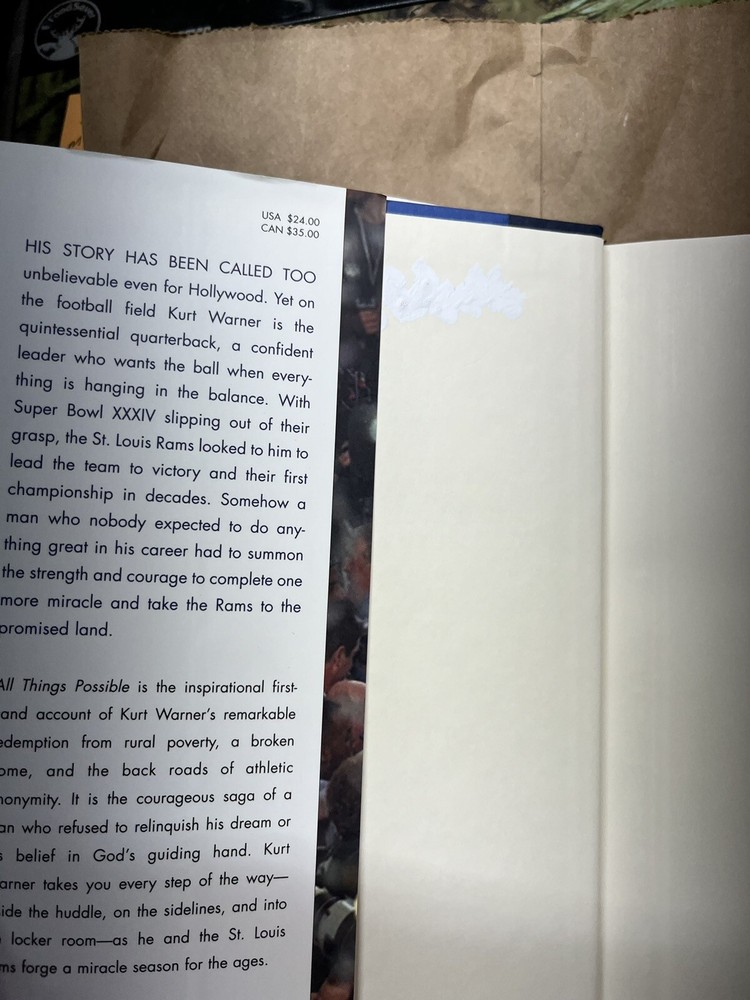 USA $24.00
CAN $35.00
HIS STORY HAS BEEN CALLED TOO
unbelievable even for Hollywood. Yet on
the football field Kurt Warner is the
quintessential quarterback, a confident
leader who wants the ball when every-
thing is hanging in the balance. With
Super Bowl XXXIV slipping out of their
grasp, the St. Louis Rams looked to him to
lead the team to victory and their first
championship in decades. Somehow a
man who nobody expected to do any-
thing great in his career had to summon
the strength and courage to complete one
more miracle and take the Rams to the
promised land.
All Things Possible is the inspirational first-
and account of Kurt Warner's remarkable
edemption from rural poverty, a broken
ome, and the back roads of athletic
nonymity. It is the courageous saga of a
an who refused to relinquish his dream or
s belief in God's guiding hand. Kurt
arner takes you every step of the way—
ide the huddle, on the sidelines, and into
locker room—as he and the St. Louis
ms forge a miracle season for the ages.